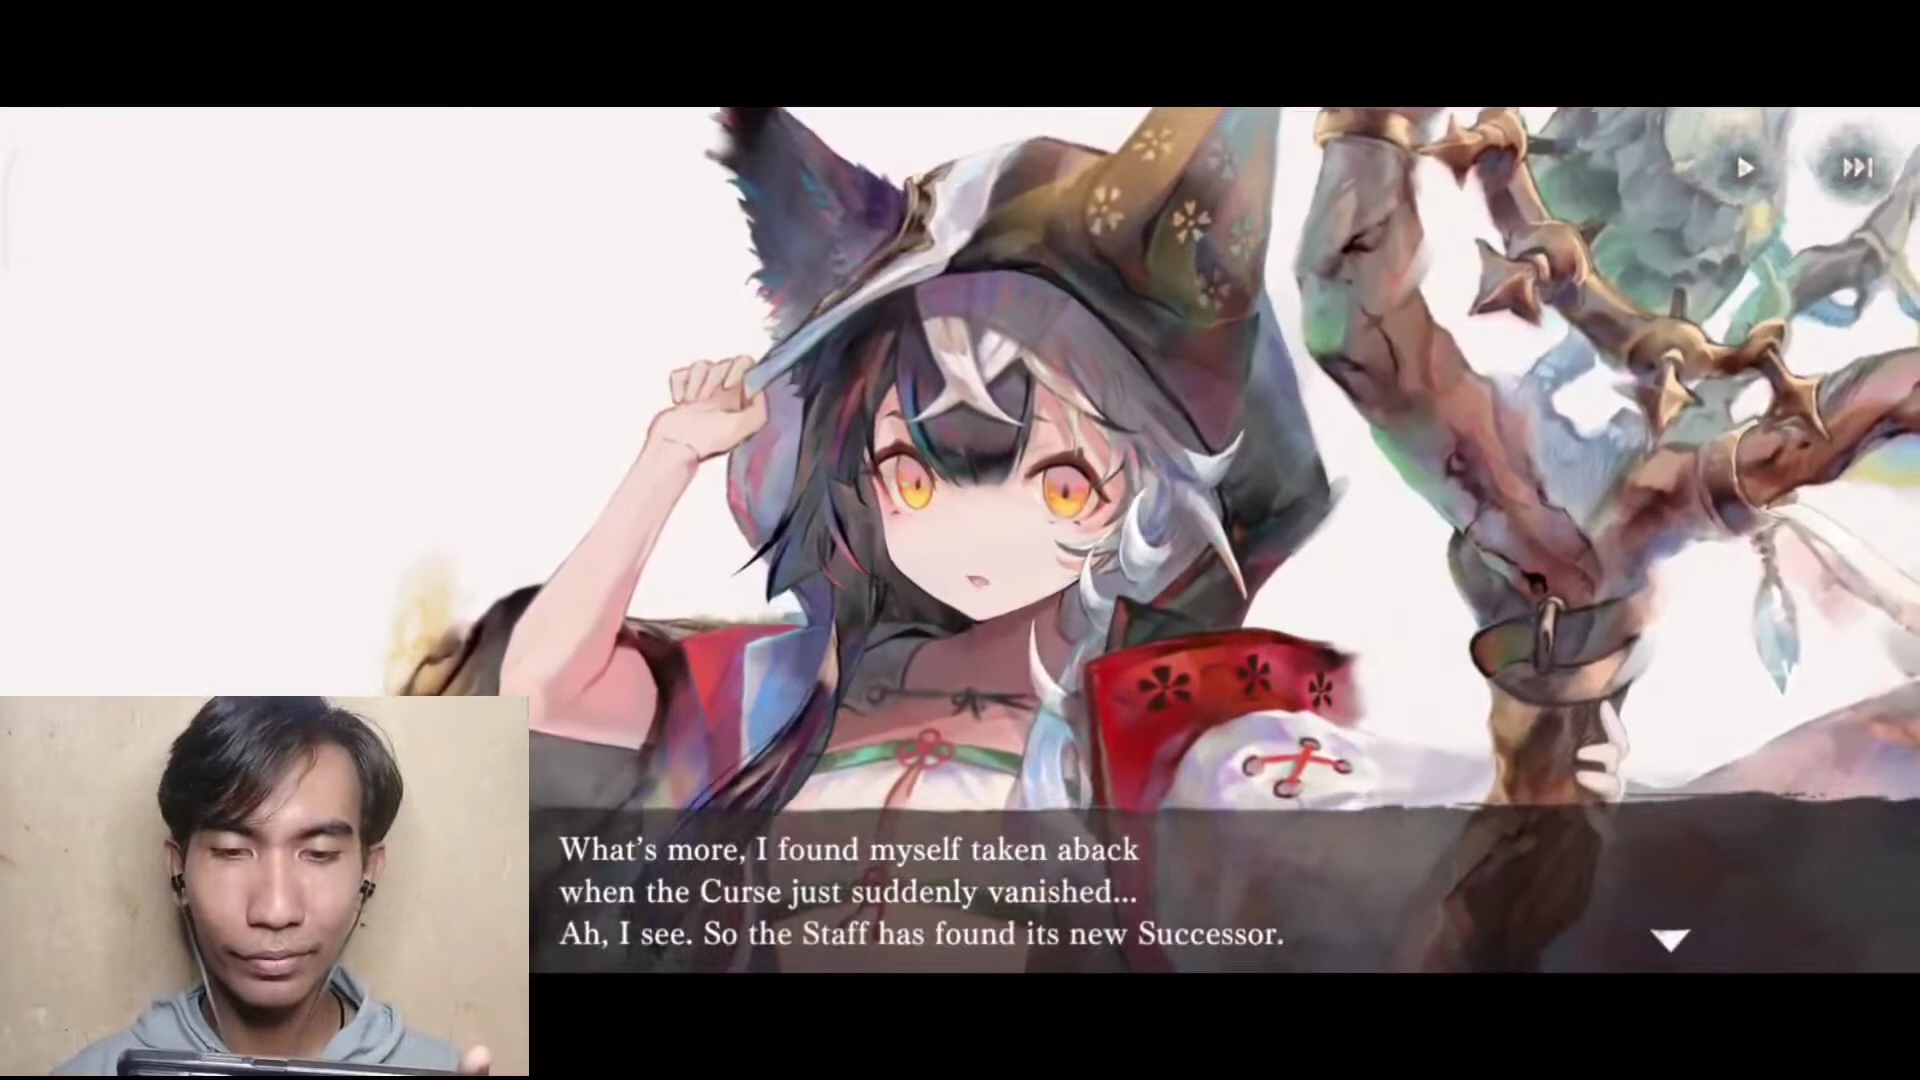 What's more, I found myself taken aback
when the Curse just suddenly vanished...
Ah, I see. So the Staff has found its new Successor.